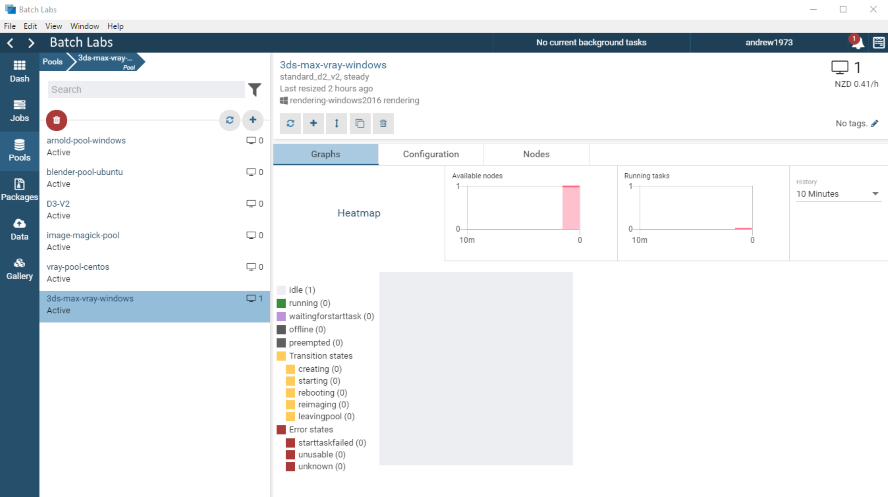 Batch Labs
File Edit View Window Help
Batch Labs
No current background tasks
andrew1973
1
Dash
Jobs
Pools
Packages
Data
Gallery
Pools
3ds-max-vray-...
Pool
Search
arnold-pool-windows 0
Active
blender-pool-ubuntu 0
Active
D3-V2 0
Active
image-magick-pool 0
Active
vray-pool-centos 0
Active
3ds-max-vray-windows 1
Active
3ds-max-vray-windows
standard_d2_v2, steady
Last resized 2 hours ago
rendering-windows2016 rendering
1
NZD 0.41/h
No tags.
Graphs Configuration Nodes
Heatmap
Available nodes
1
0
10m 0
Running tasks
1
0
10m 0
History
10 Minutes
idle (1)
running (0)
waitingforstarttask (0)
offline (0)
preempted (0)
Transition states
creating (0)
starting (0)
rebooting (0)
reimaging (0)
leavingpool (0)
Error states
starttaskfailed (0)
unusable (0)
unknown (0)